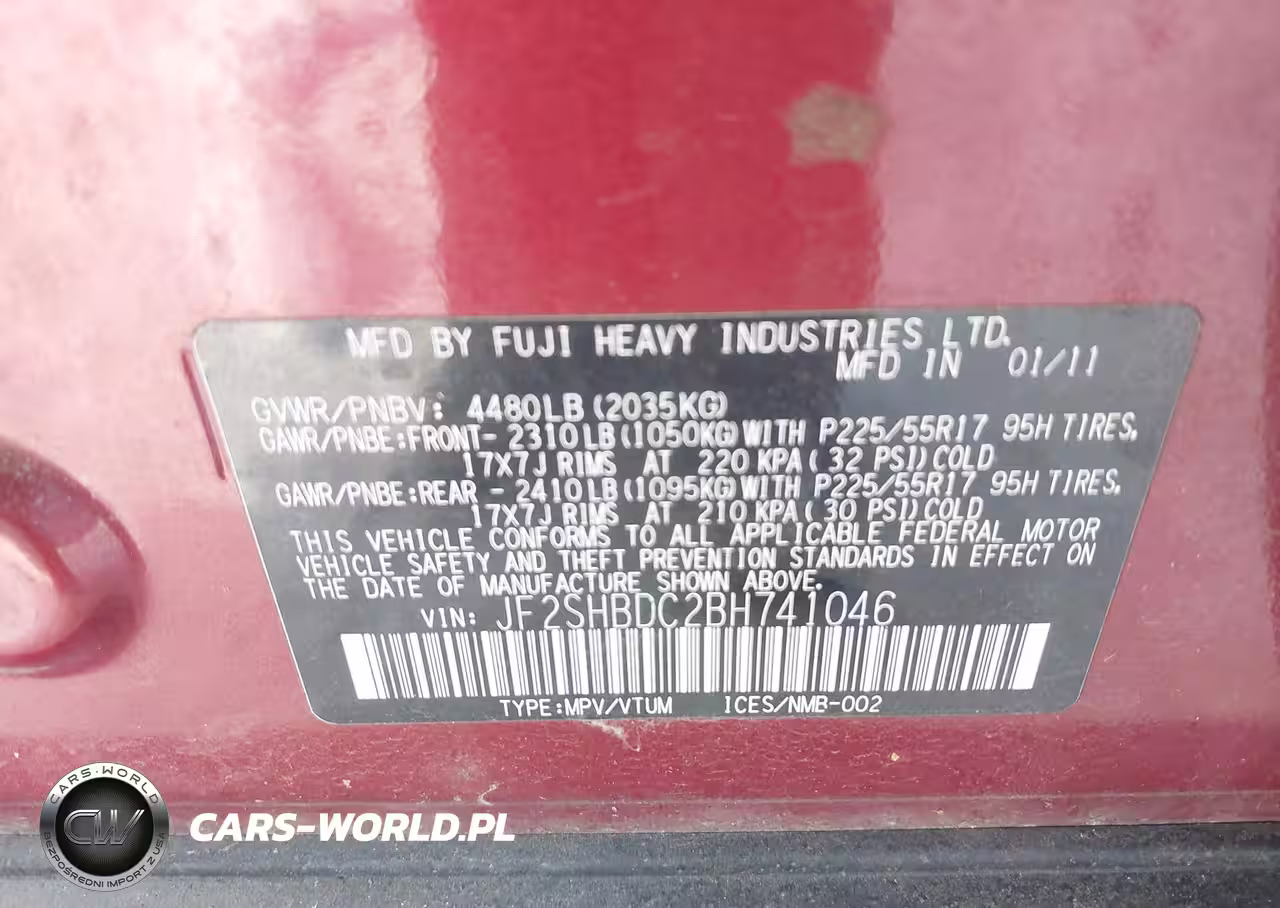 MFD BY FUJI HEAVY INDUSTRIES LTD.
MFD IN 01/11
GVWR/PNBV: 4480LB (2035KG)
GAWR/PNBE:FRONT- 2310LB(1050KG)WITH P225/55R17 95H TIRES.
17X7J RIMS AT 220 KPA( 32 PSI)COLD
GAWR/PNBE:REAR - 2410LB(1095KG)WITH P225/55R17 95H TIRES.
17X7J RIMS AT 210 KPA( 30 PSI)COLD
THIS VEHICLE CONFORMS TO ALL APPLICABLE FEDERAL MOTOR
VEHICLE SAFETY AND THEFT PREVENTION STANDARDS IN EFFECT ON
THE DATE OF MANUFACTURE SHOWN ABOVE.
VIN: JF2SHBDC2BH741046
TYPE:MPV/VTUM ICES/NMB-002
CARS-WORLD
CW
BEZPOŚREDNI IMPORT Z USA
CARS-WORLD.PL